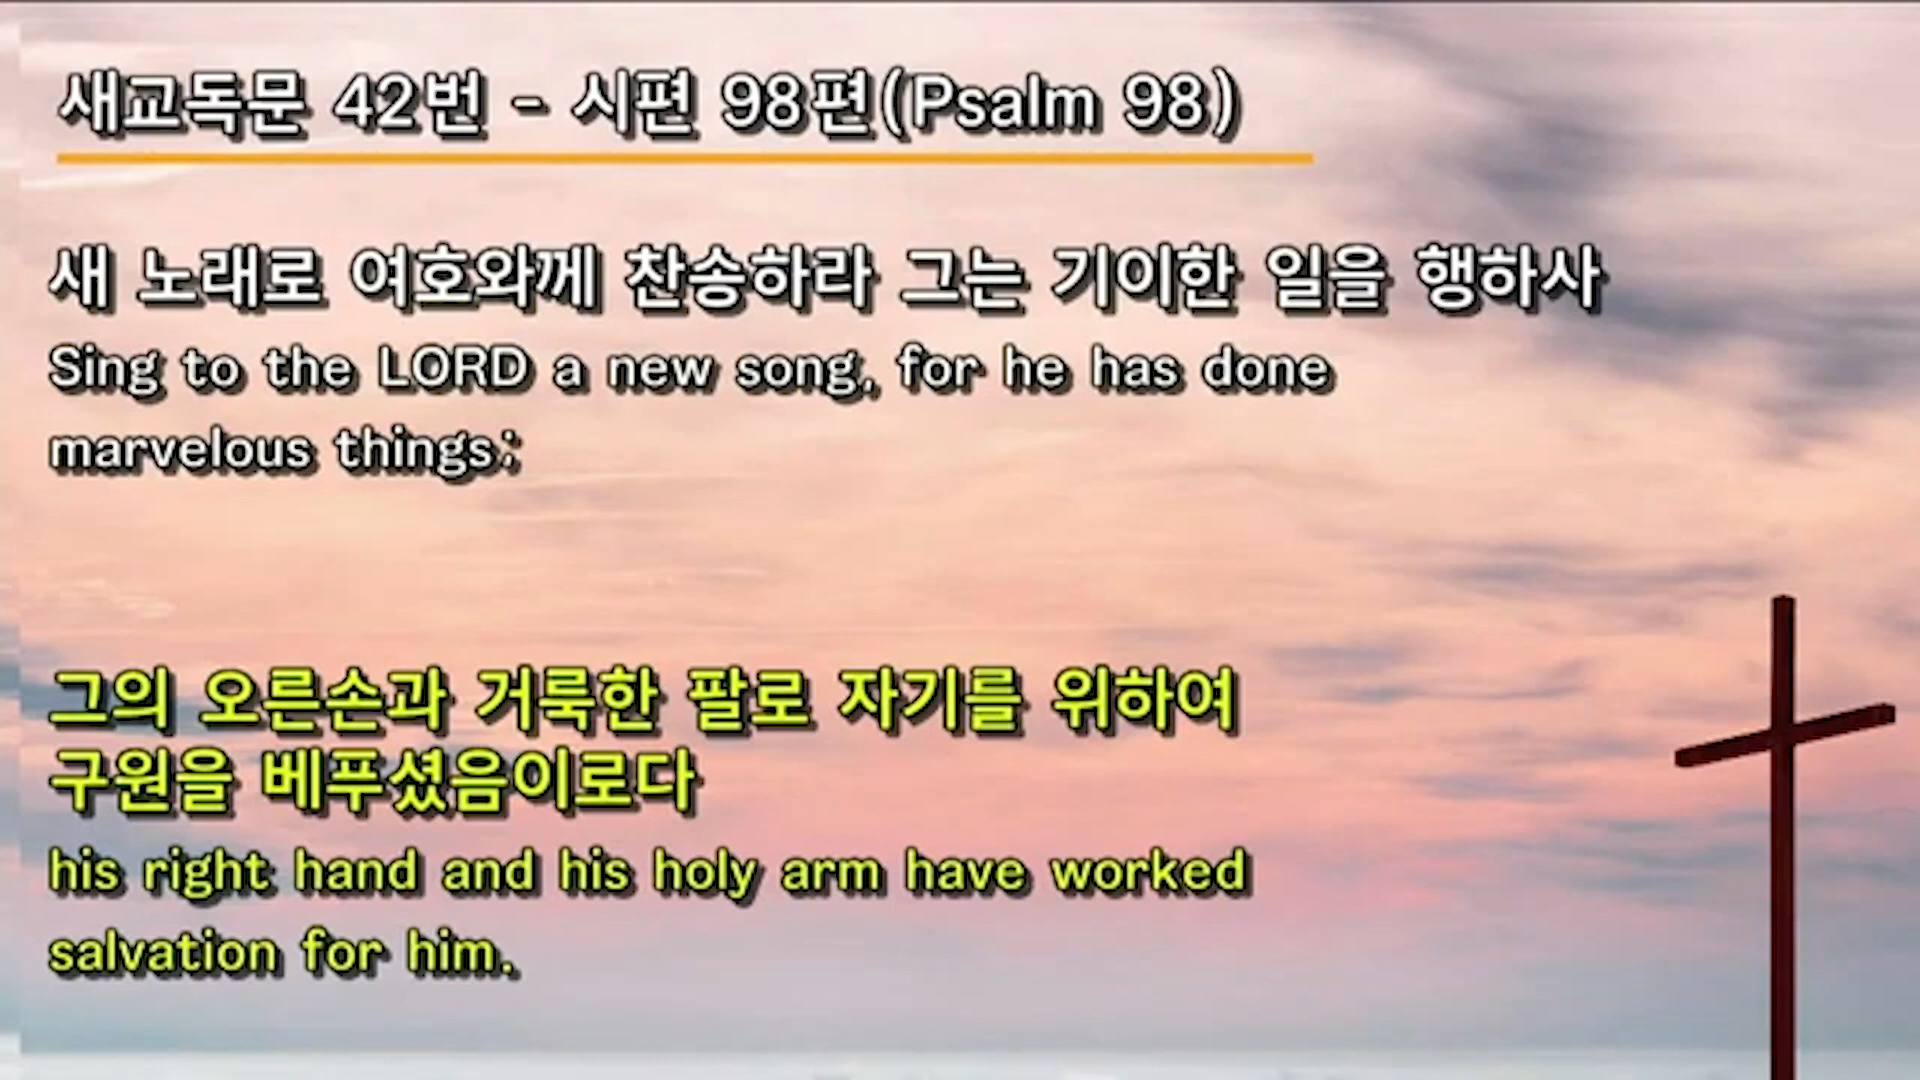 새교독문 42번 - 시편 98편(Psalm 98)
새 노래로 여호와께 찬송하라 그는 기이한 일을 행하사
Sing to the LORD a new song, for he has done
marvelous things;
그의 오른손과 거룩한 팔로 자기를 위하여
구원을 베푸셨음이로다
his right hand and his holy arm have worked
salvation for him.